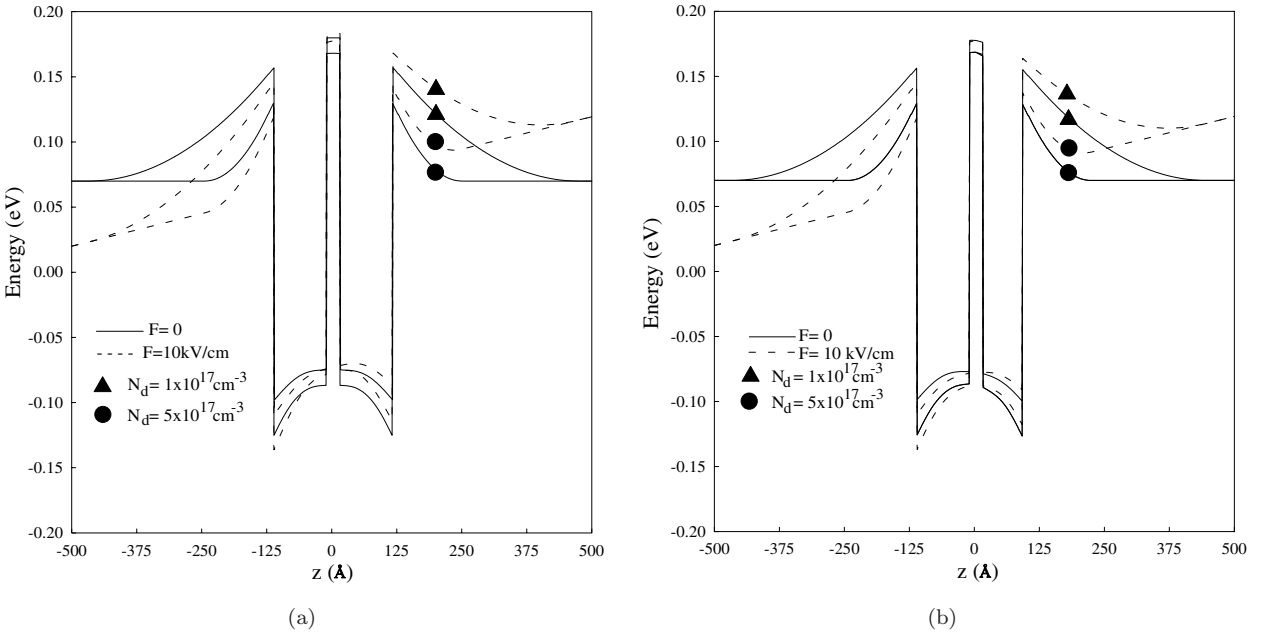 0.20
0.15
0.10
0.05
0.00
-0.05
-0.10
-0.15
-0.20
Energy (eV)
-500 -375 -250 -125 0 125 250 375 500
z (Å)
F= 0
F=10kV/cm
N_d= 1x10^17cm^-3
N_d= 5x10^17cm^-3
(a)
0.20
0.15
0.10
0.05
0.00
-0.05
-0.10
-0.15
-0.20
Energy (eV)
-500 -375 -250 -125 0 125 250 375 500
z (Å)
F= 0
F= 10 kV/cm
N_d= 1x10^17cm^-3
N_d= 5x10^17cm^-3
(b)